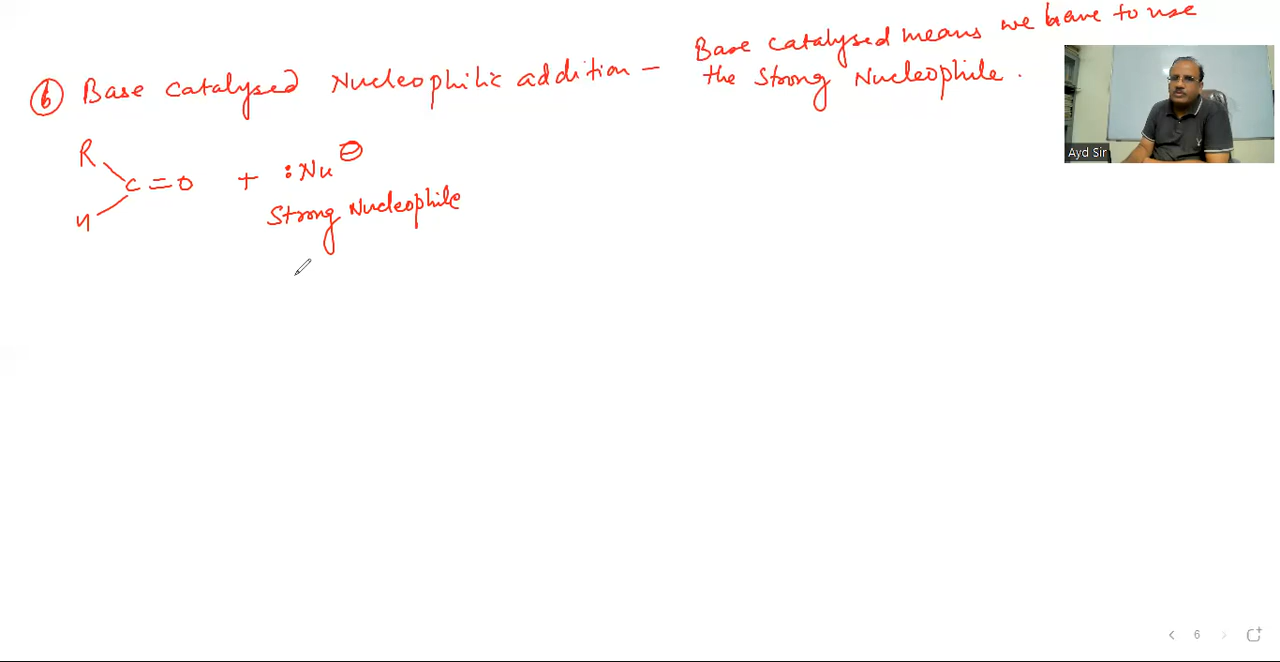 Base catalysed means we have to use
the Strong Nucleophile .
⑥ Base catalysed Nucleophilic addition –
R
C = O + :Nu ⊖
H
Strong Nucleophile
Ayd Sir
< 6 >